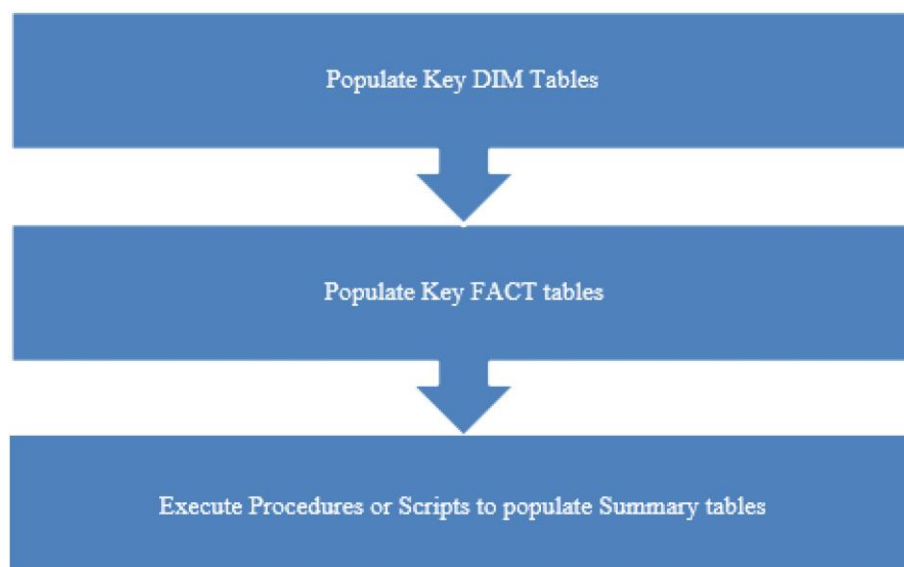 Populate Key DIM Tables
Populate Key FACT tables
Execute Procedures or Scripts to populate Summary tables